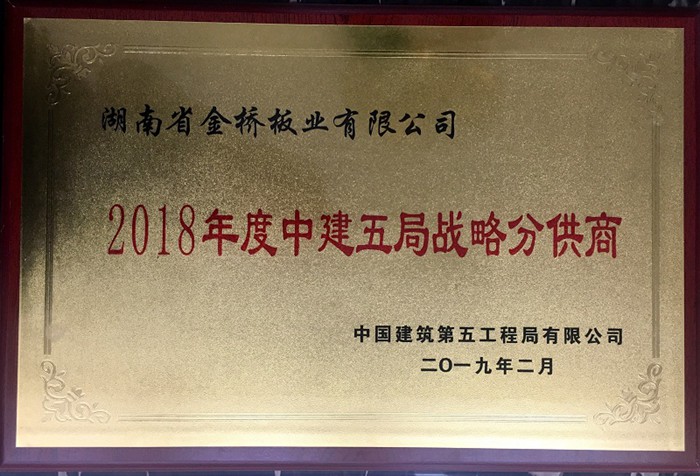 湖南省金桥板业有限公司
2018年度中建五局战略分供商
中国建筑第五工程局有限公司
二〇一九年二月